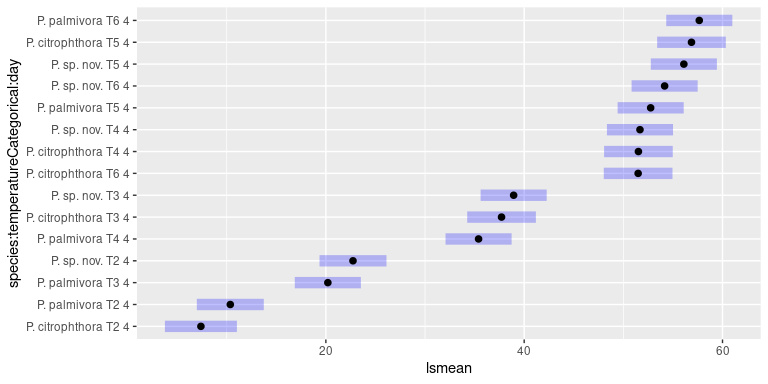 species:temperatureCategorical:day
P. palmivora T6 4
P. citrophthora T5 4
P. sp. nov. T5 4
P. sp. nov. T6 4
P. palmivora T5 4
P. sp. nov. T4 4
P. citrophthora T4 4
P. citrophthora T6 4
P. sp. nov. T3 4
P. citrophthora T3 4
P. palmivora T4 4
P. sp. nov. T2 4
P. palmivora T3 4
P. palmivora T2 4
P. citrophthora T2 4
20 40 60
lsmean